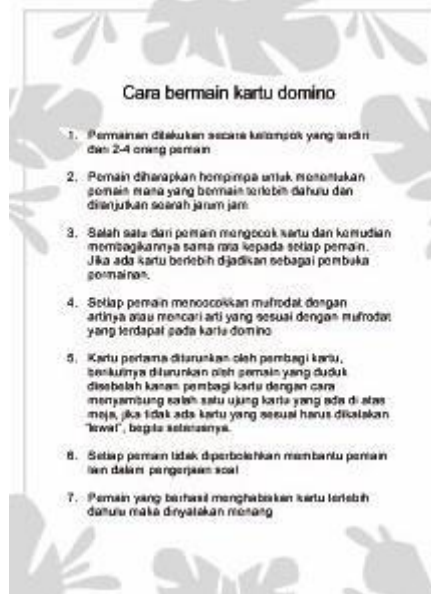 Cara bermain kartu domino
1. Permainan dilakukan secara kelompok yang terdiri
dari 2-4 orang pemain
2. Pemain diharapkan hompimpa untuk menentukan
pemain mana yang bermain terlebih dahulu dan
dilanjutkan searah jarum jam
3. Salah satu dari pemain mengocok kartu dan kemudian
membagikannya sama rata kepada setiap pemain.
Jika ada kartu berlebih dijadikan sebagai pembuka
permainan.
4. Setiap pemain mencocokkan mufrodat dengan
artinya atau mencari arti yang sesuai dengan mufrodat
yang terdapat pada kartu domino
5. Kartu pertama diturunkan oleh pembagi kartu,
berikutnya diturunkan oleh pemain yang duduk
disebelah kanan pembagi kartu dengan cara
menyambung salah satu ujung kartu yang ada di atas
meja, jika tidak ada kartu yang sesuai harus dikatakan
"lewat", begitu seterusnya.
6. Setiap pemain tidak diperbolehkan membantu pemain
lain dalam pengerjaan soal
7. Pemain yang berhasil menghabiskan kartu terlebih
dahulu maka dinyatakan menang